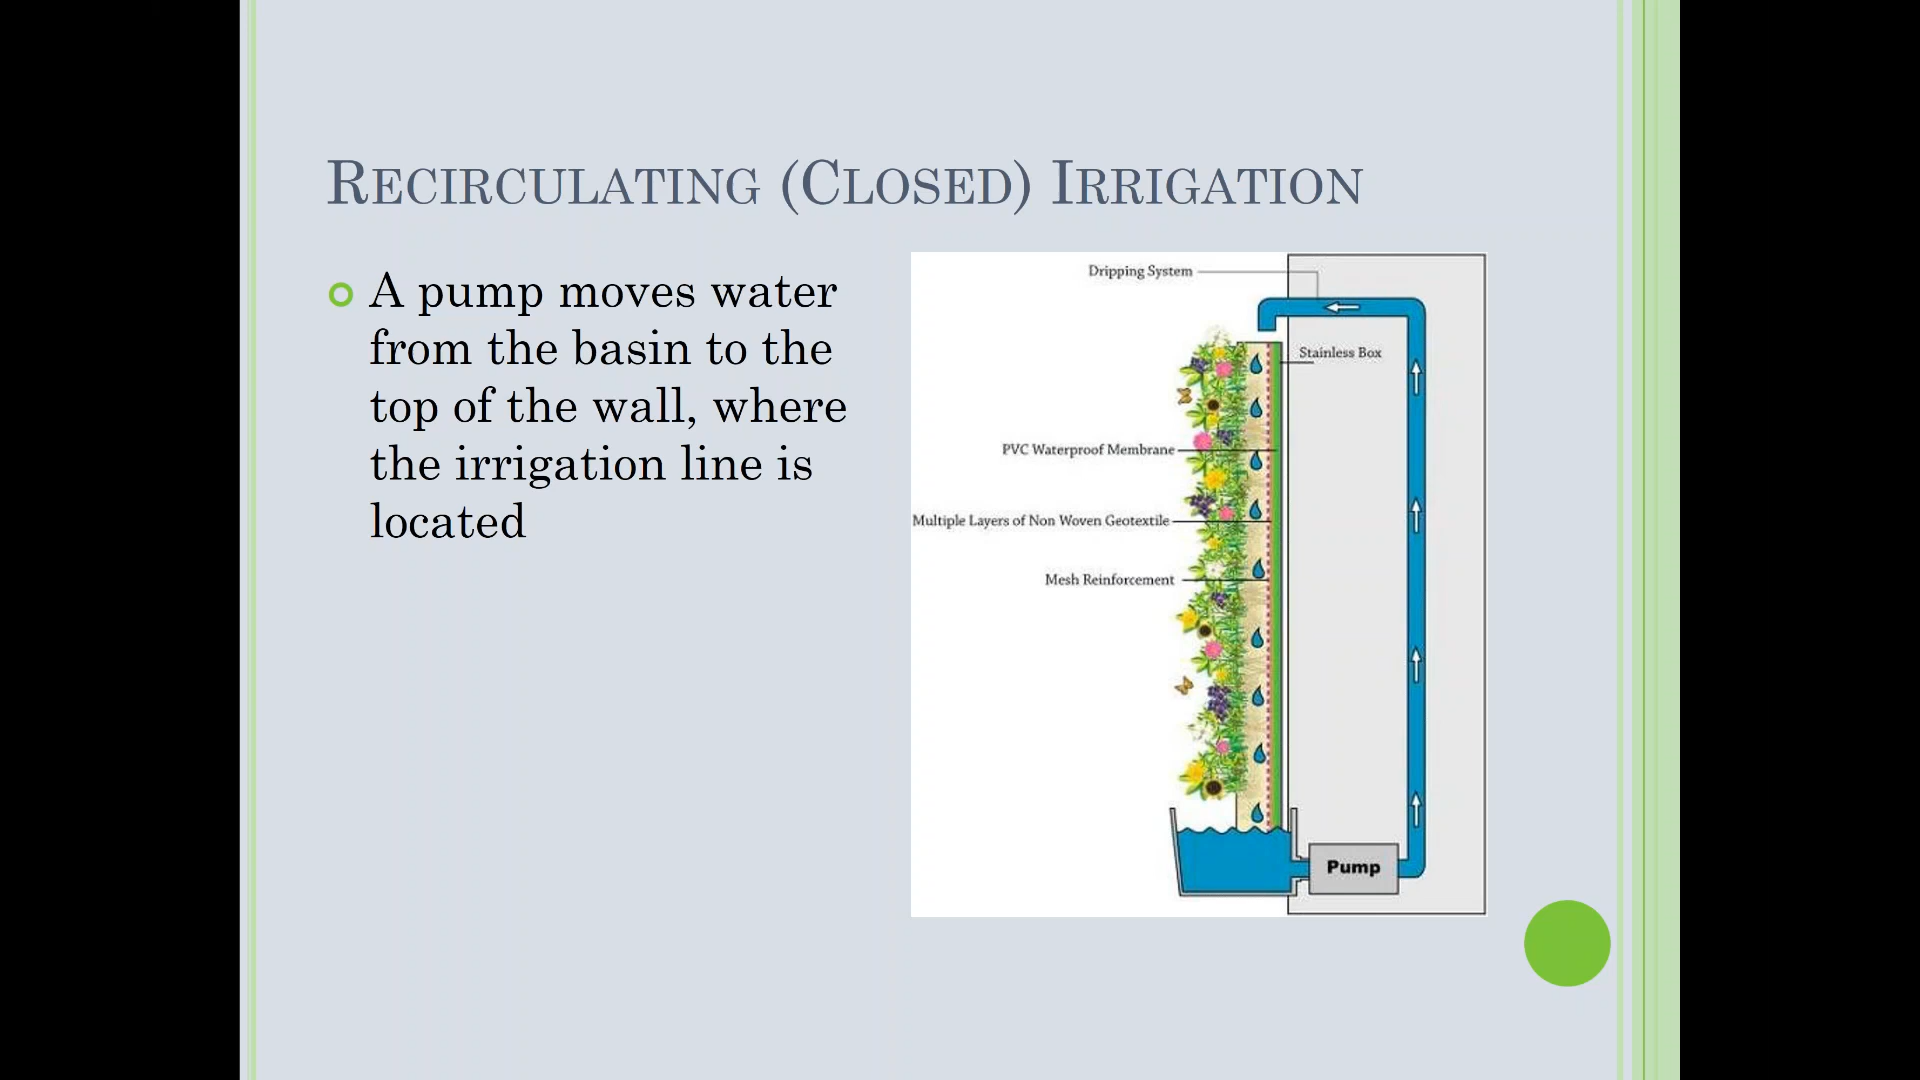 RECIRCULATING (CLOSED) IRRIGATION
A pump moves water
from the basin to the
top of the wall, where
the irrigation line is
located
Dripping System
Stainless Box
PVC Waterproof Membrane
Multiple Layers of Non Woven Geotextile
Mesh Reinforcement
Pump